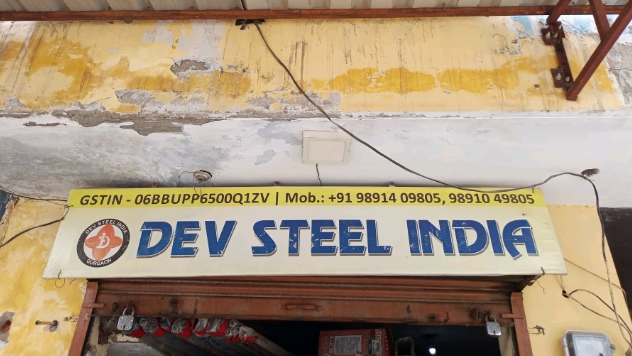 GSTIN - 06BBUPP6500Q1ZV | Mob.: +91 98914 09805, 98910 49805
DEV STEEL INDIA
DEV STEEL INDIA
GURGAON